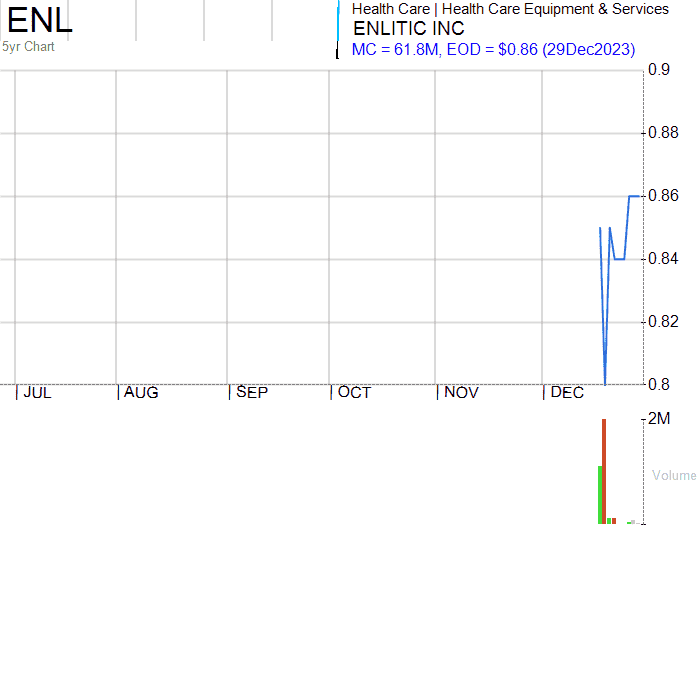 ENL
5yr Chart
Health Care | Health Care Equipment & Services
ENLITIC INC
MC = 61.8M, EOD = $0.86 (29Dec2023)
0.9
0.88
0.86
0.84
0.82
0.8
JUL AUG SEP OCT NOV DEC
2M
Volume